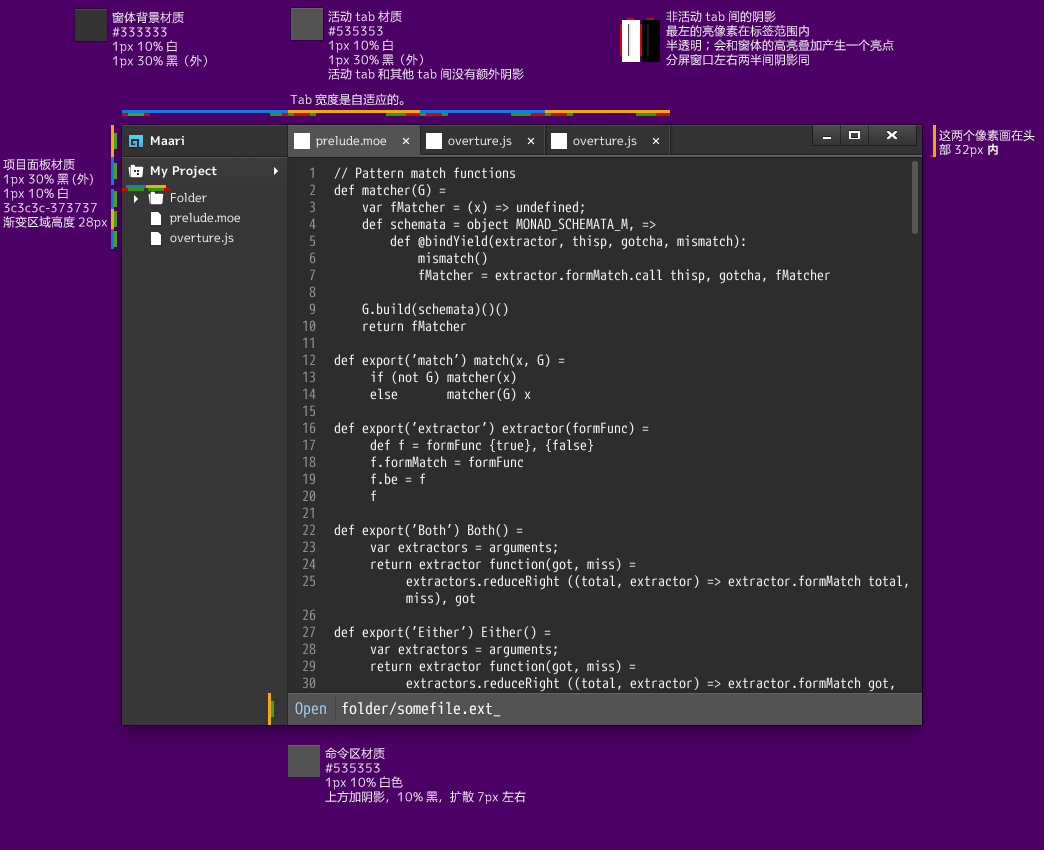 窗体背景材质
#333333
1px 10% 白
1px 30% 黑（外）
活动 tab 材质
#535353
1px 10% 白
1px 30% 黑（外）
活动 tab 和其他 tab 间没有额外阴影
非活动 tab 间的阴影
最左的亮像素在标签范围内
半透明；会和窗体的高亮叠加产生一个亮点
分屏窗口左右两半间阴影同
Tab 宽度是自适应的。
这两个像素画在头
部 32px 内
项目面板材质
1px 30% 黑 (外)
1px 10% 白
3c3c3c-373737
渐变区域高度 28px
Maari
My Project
Folder
prelude.moe
overture.js
prelude.moe ×
overture.js ×
overture.js ×
1 // Pattern match functions
2 def matcher(G) =
3 var fMatcher = (x) => undefined;
4 def schemata = object MONAD_SCHEMATA_M, =>
5 def @bindYield(extractor, thisp, gotcha, mismatch):
6 mismatch()
7 fMatcher = extractor.formMatch.call thisp, gotcha, fMatcher
8
9 G.build(schemata)()()
10 return fMatcher
11
12 def export('match') match(x, G) =
13 if (not G) matcher(x)
14 else matcher(G) x
15
16 def export('extractor') extractor(formFunc) =
17 def f = formFunc {true}, {false}
18 f.formMatch = formFunc
19 f.be = f
20 f
21
22 def export('Both') Both() =
23 var extractors = arguments;
24 return extractor function(got, miss) =
25 extractors.reduceRight ((total, extractor) => extractor.formMatch total,
miss), got
26
27 def export('Either') Either() =
28 var extractors = arguments;
29 return extractor function(got, miss) =
30 extractors.reduceRight ((total, extractor) => extractor.formMatch got,
Open folder/somefile.ext_
命令区材质
#535353
1px 10% 白色
上方加阴影，10% 黑，扩散 7px 左右